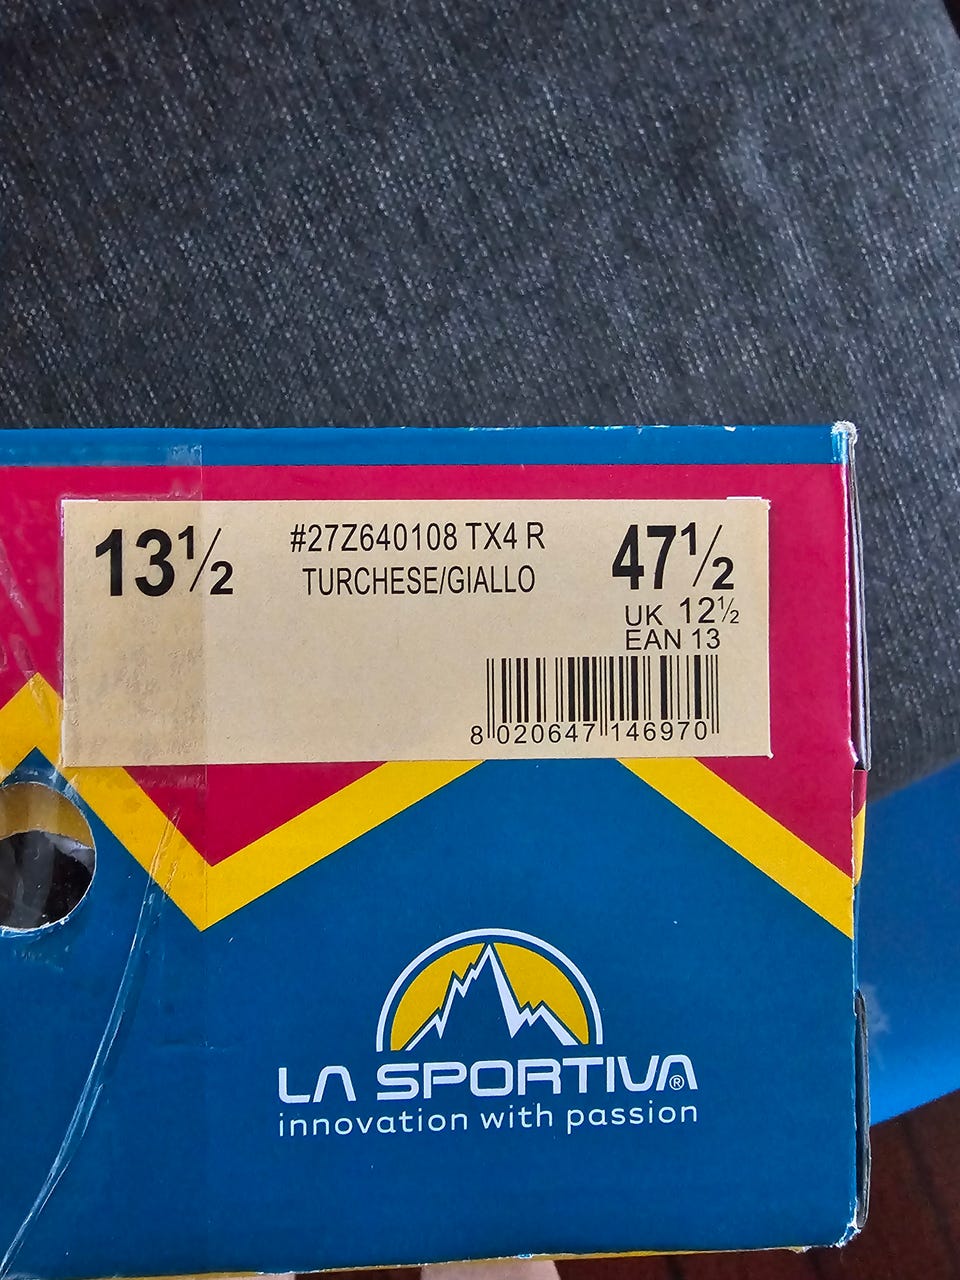 13½
#27Z640108 TX4 R
TURCHESE/GIALLO
47½
UK 12½
EAN 13
8 020647 146970
LA SPORTIVA®
innovation with passion